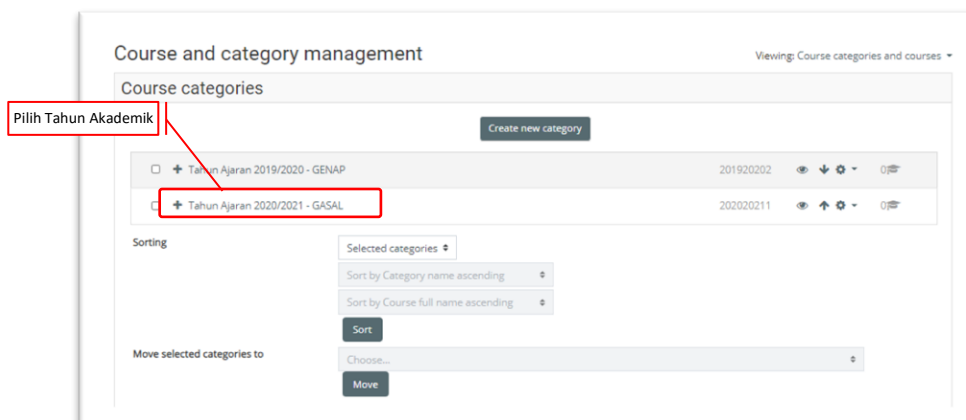 Course and category management
Viewing: Course categories and courses
Course categories
Pilih Tahun Akademik
Create new category
Tahun Ajaran 2019/2020 - GENAP 201920202 0
Tahun Ajaran 2020/2021 - GASAL 202020211 0
Sorting
Selected categories
Sort by Category name ascending
Sort by Course full name ascending
Sort
Move selected categories to
Choose...
Move